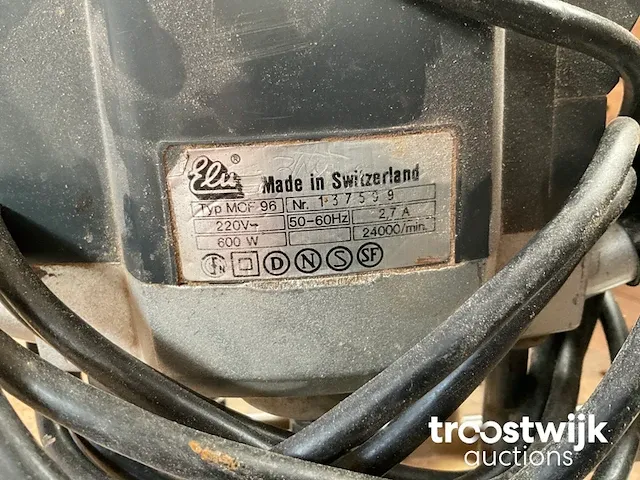 Elu ® Made in Switzerland
Typ MOF 96 Nr. 137599
220V~ 50-60Hz 2,7 A
600 W 24000/min.
D N S SF
troostwijk
auctions